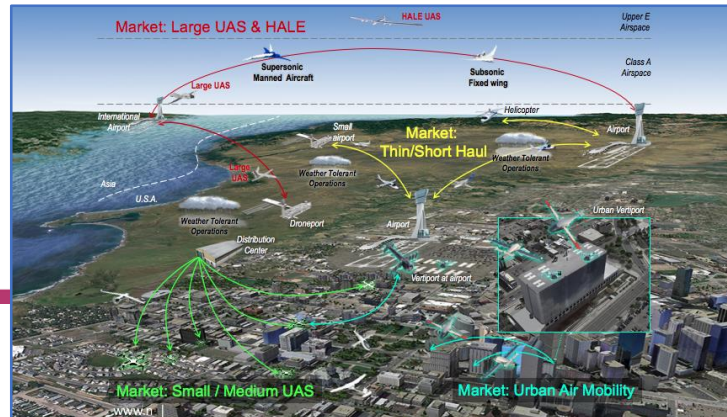 Market: Large UAS & HALE
HALE UAS
Upper E
Airspace
Supersonic
Manned Aircraft
Subsonic
Fixed wing
Class A
Airspace
Large UAS
International
Airport
Small
airport
Helicopter
Airport
Market:
Thin/Short Haul
Weather Tolerant
Operations
Weather Tolerant
Operations
Large
UAS
Asia
U.S.A.
Weather Tolerant
Operations
Droneport
Airport
Urban Vertiport
Distribution
Center
Vertiport at airport
Market: Small / Medium UAS
Market: Urban Air Mobility
www.n